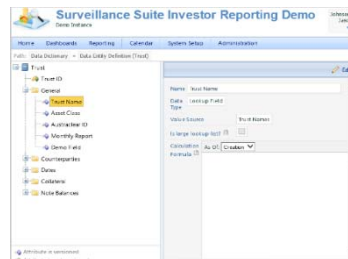 Surveillance Suite Investor Reporting Demo
Demo Instance
Home Dashboards Reporting Calendar System Setup Administration
Path: Data Dictionary > Data Entity Definition (Trust)
Trust
Trust ID
General
Trust Name
Asset Class
Austraclear ID
Monthly Report
Demo Field
Counterparties
Dates
Collateral
Note Balances
Name Trust Name
Data Type Lookup Field
Value Source Trust Names
Is large lookup list?
Calculation Formula As Of: Creation